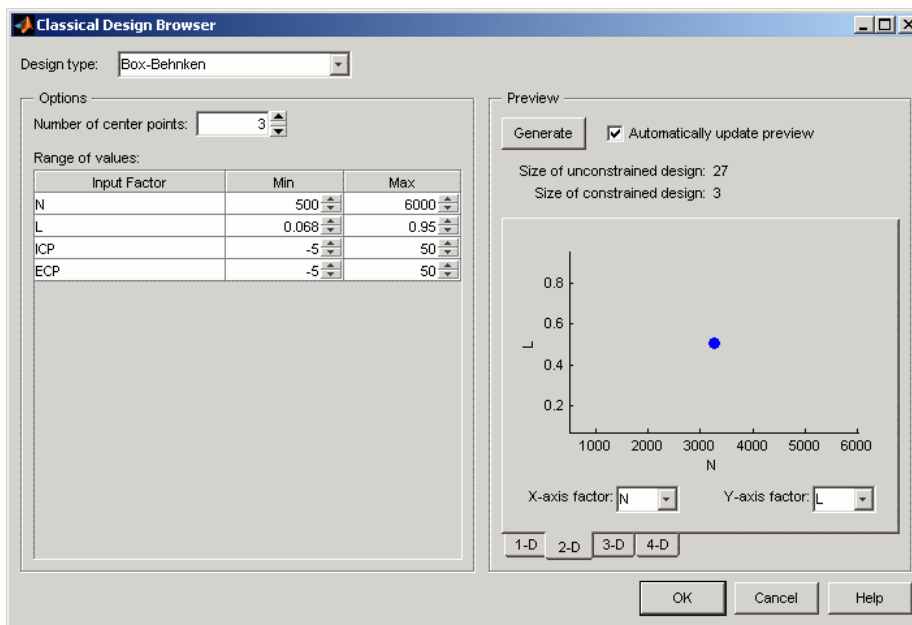 Classical Design Browser
Design type: Box-Behnken
Options
Number of center points: 3
Range of values:
Input Factor Min Max
N 500 6000
L 0.068 0.95
ICP -5 50
ECP -5 50
Preview
Generate Automatically update preview
Size of unconstrained design: 27
Size of constrained design: 3
0.8
0.6
0.4
0.2
L
1000 2000 3000 4000 5000 6000
N
X-axis factor: N Y-axis factor: L
1-D 2-D 3-D 4-D
OK Cancel Help